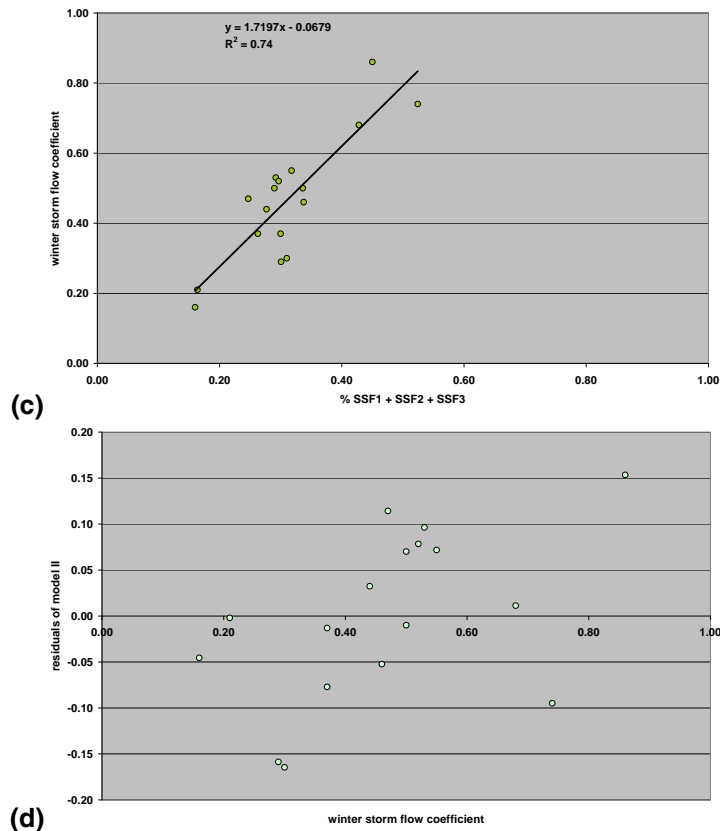 y = 1.7197x - 0.0679
R² = 0.74
1.00
0.80
0.60
0.40
0.20
0.00
winter storm flow coefficient
0.00 0.20 0.40 0.60 0.80 1.00
% SSF1 + SSF2 + SSF3
(c)
0.20
0.15
0.10
0.05
0.00
-0.05
-0.10
-0.15
-0.20
residuals of model II
0.00 0.20 0.40 0.60 0.80 1.00
winter storm flow coefficient
(d)